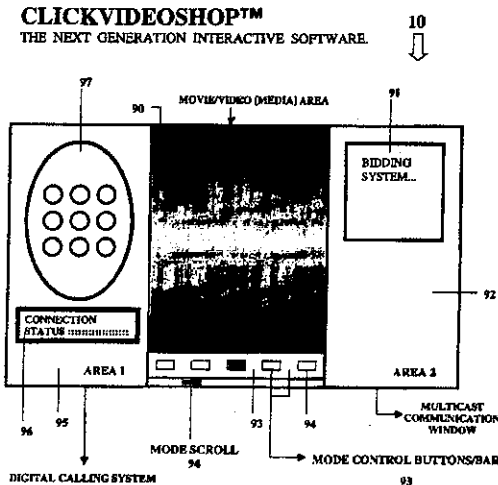 CLICKVIDEOSHOP™
THE NEXT GENERATION INTERACTIVE SOFTWARE.
10
97
90
MOVIE/VIDEO (MEDIA) AREA
91
BIDDING
SYSTEM...
92
CONNECTION
STATUS ::::::::::::::::
AREA 1
AREA 2
96
95
93
94
MULTICAST
COMMUNICATION
WINDOW
MODE SCROLL
94
MODE CONTROL BUTTONS/BAR
93
DIGITAL CALLING SYSTEM